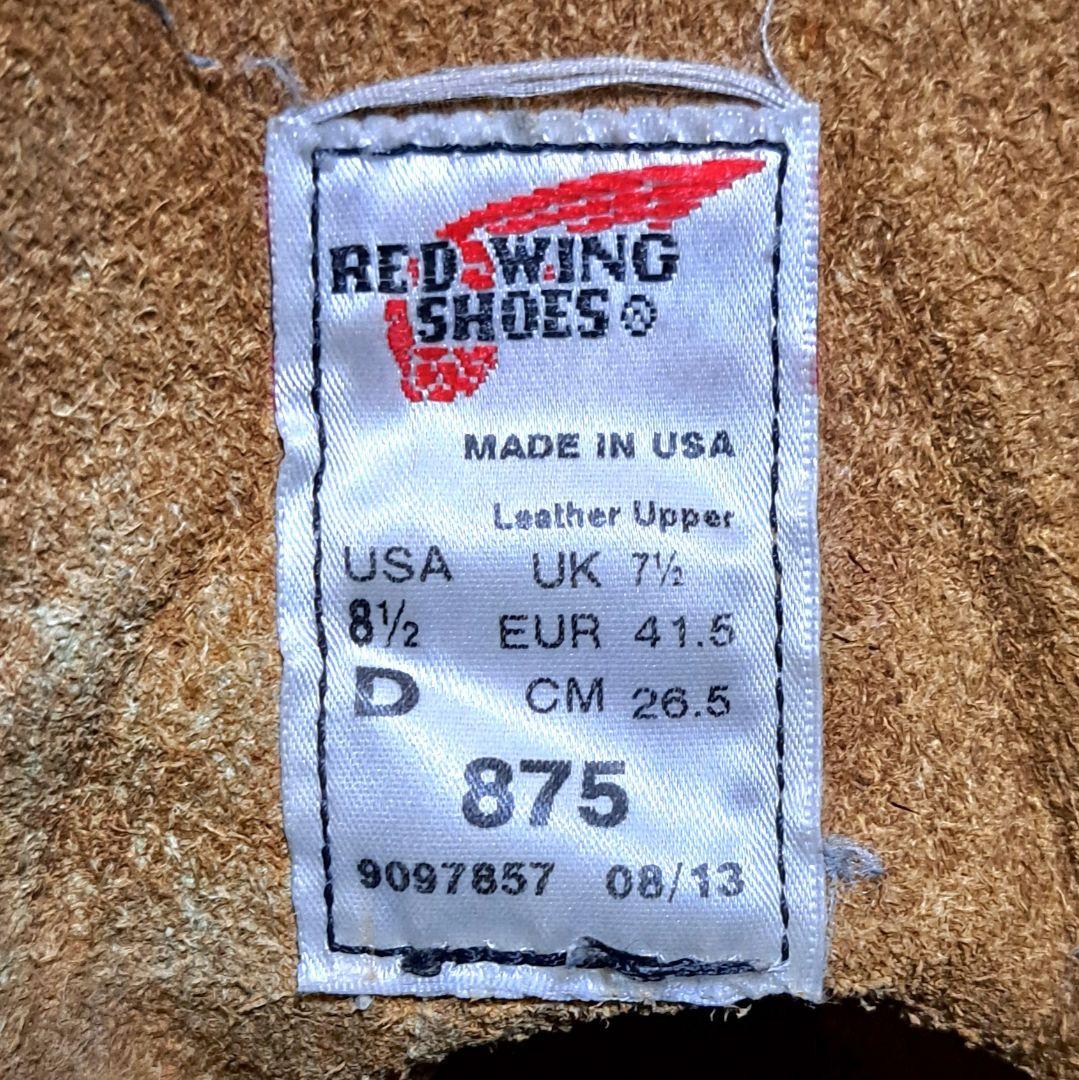 RED WING
SHOES®
MADE IN USA
Leather Upper
USA UK 7½
8½ EUR 41.5
D CM 26.5
875
9097857 08/13